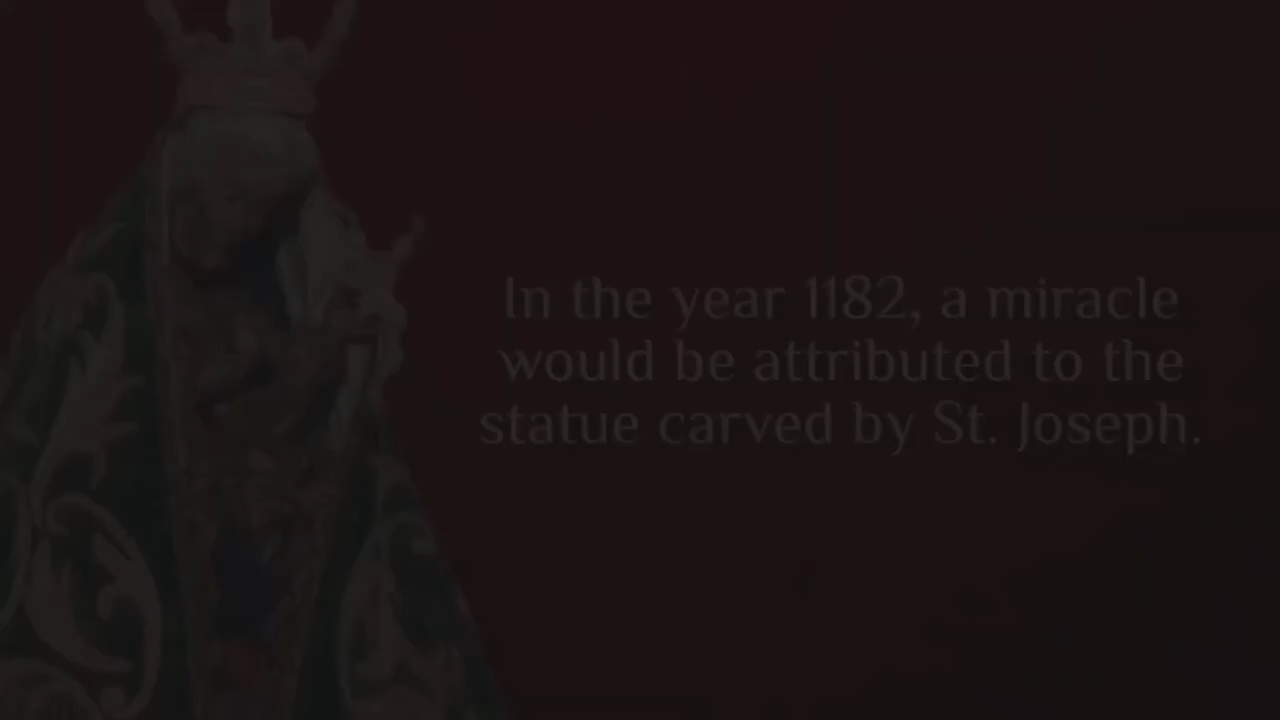 In the year 1182, a miracle
would be attributed to the
statue carved by St. Joseph.